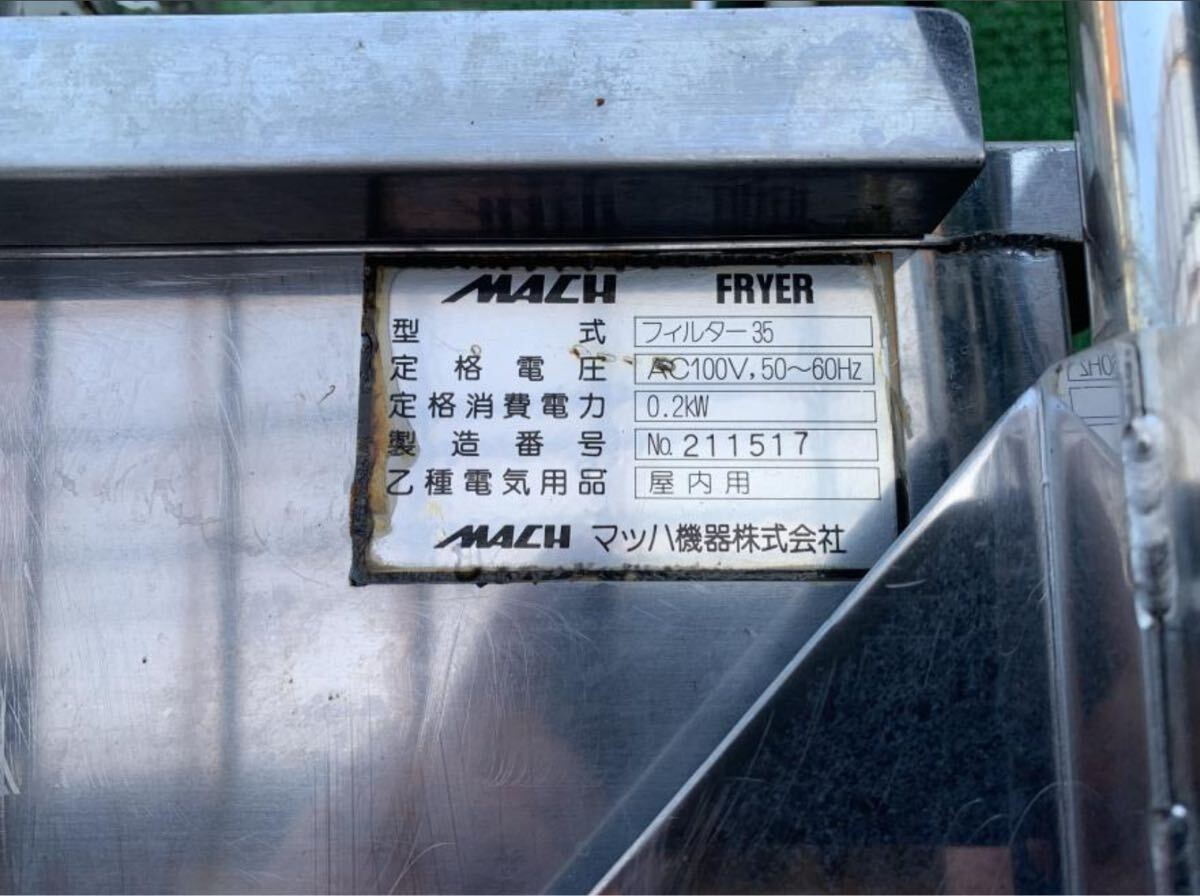 MACH FRYER
型式 フィルター35
定格電圧 AC100V,50〜60Hz
定格消費電力 0.2kW
製造番号 No.211517
乙種電気用品 屋内用
MACH マッハ機器株式会社